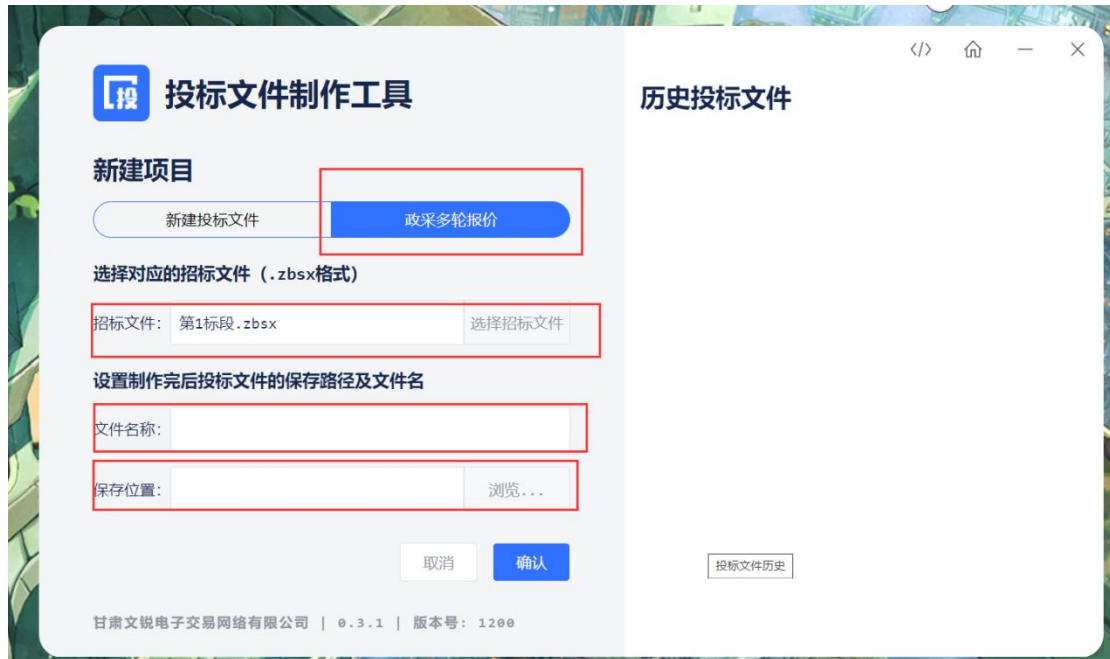 投标文件制作工具
历史投标文件
新建项目
新建投标文件
政采多轮报价
选择对应的招标文件（.zbsx格式）
招标文件： 第1标段.zbsx 选择招标文件
设置制作完后投标文件的保存路径及文件名
文件名称：
保存位置： 浏览...
取消 确认
投标文件历史
甘肃文锐电子交易网络有限公司 | 0.3.1 | 版本号: 1200